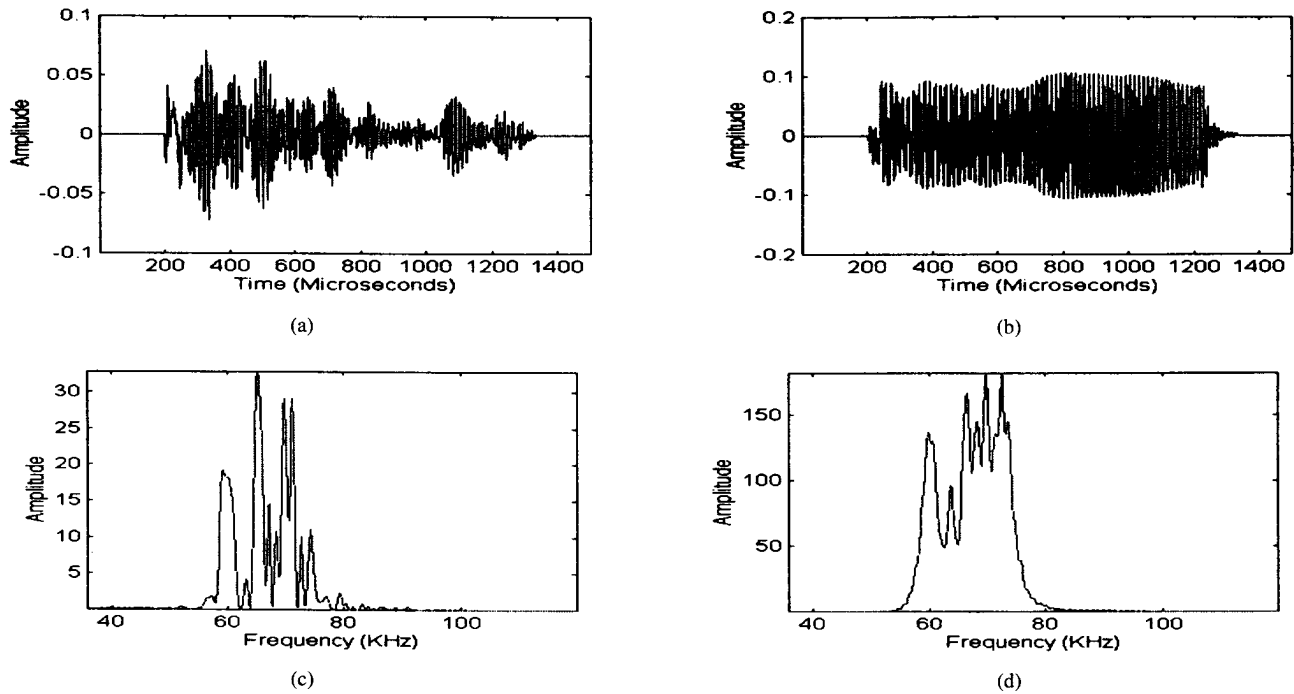 0.1
0.05
0
-0.05
-0.1
Amplitude
200 400 600 800 1000 1200 1400
Time (Microseconds)
(a)
0.2
0.1
0
-0.1
-0.2
Amplitude
200 400 600 800 1000 1200 1400
Time (Microseconds)
(b)
30
25
20
15
10
5
Amplitude
40 60 80 100
Frequency (KHz)
(c)
150
100
50
Amplitude
40 60 80 100
Frequency (KHz)
(d)